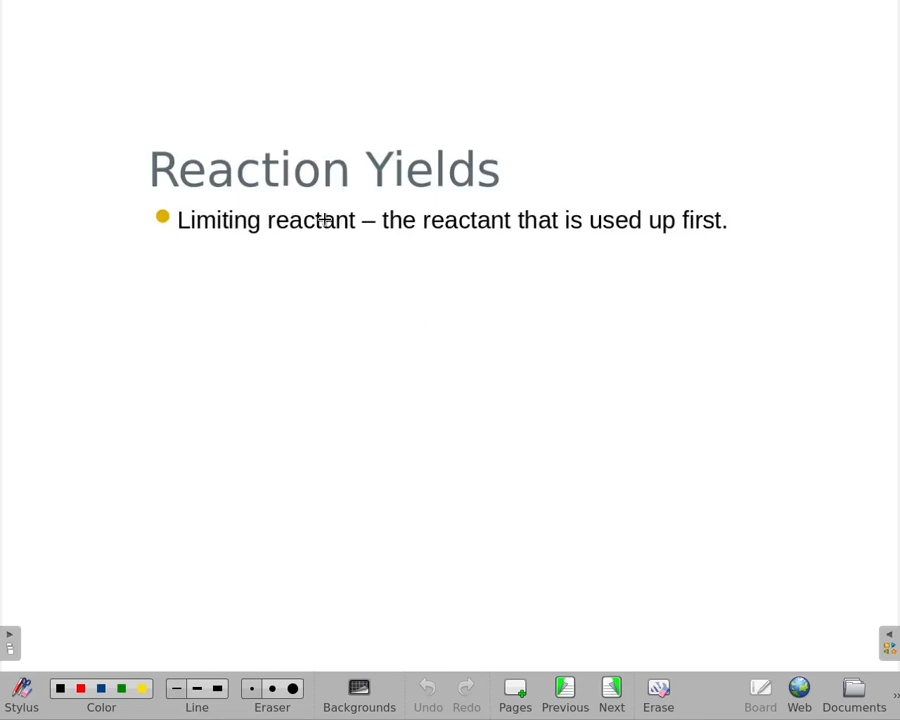 Reaction Yields
Limiting reactant – the reactant that is used up first.
Stylus Color Line Eraser Backgrounds Undo Redo Pages Previous Next Erase Board Web Documents